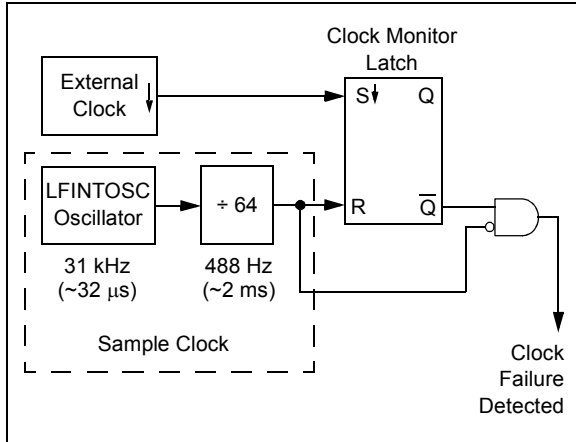 Clock Monitor
Latch
External
Clock
S
Q
LFINTOSC
Oscillator
÷ 64
R
Q
31 kHz
(~32 μs)
488 Hz
(~2 ms)
Sample Clock
Clock
Failure
Detected